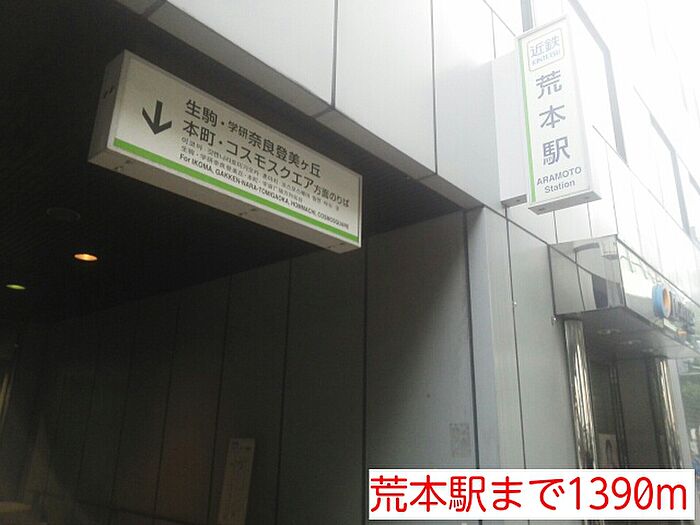 生駒・学研奈良登美ヶ丘
本町・コスモスクエア方面のりば
For IKOMA, GAKKEN-NARA-TOMIGAOKA, HOMMACHI, COSMOSQUARE
近鉄
KINTETSU
荒本駅
ARAMOTO
Station
荒本駅まで1390m